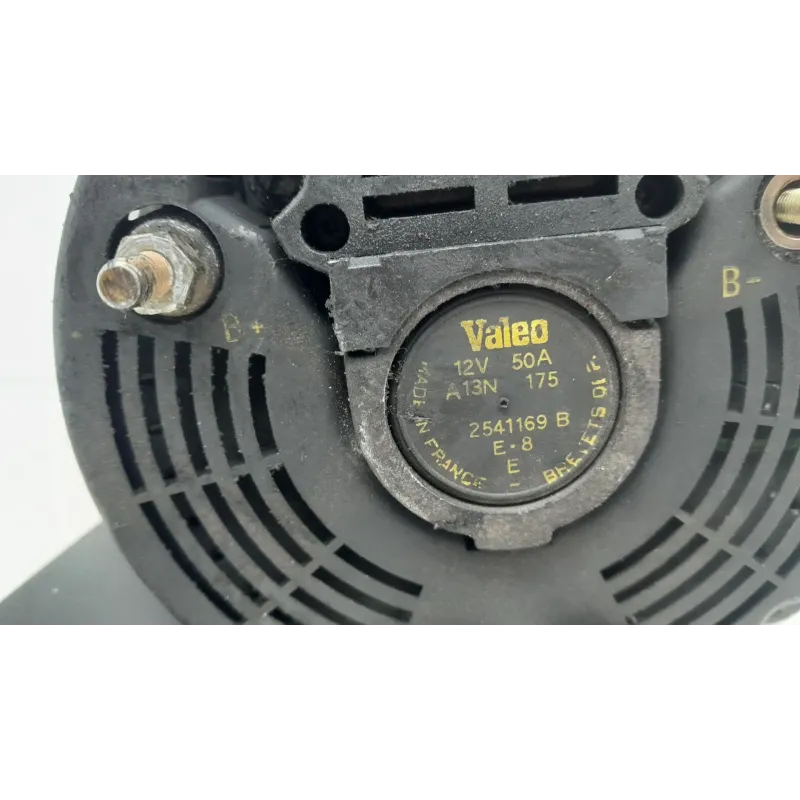 B+
B-
Valeo
12V 50A
A13N 175
2541169 B
E·8
E
MADE IN FRANCE - BREVETS